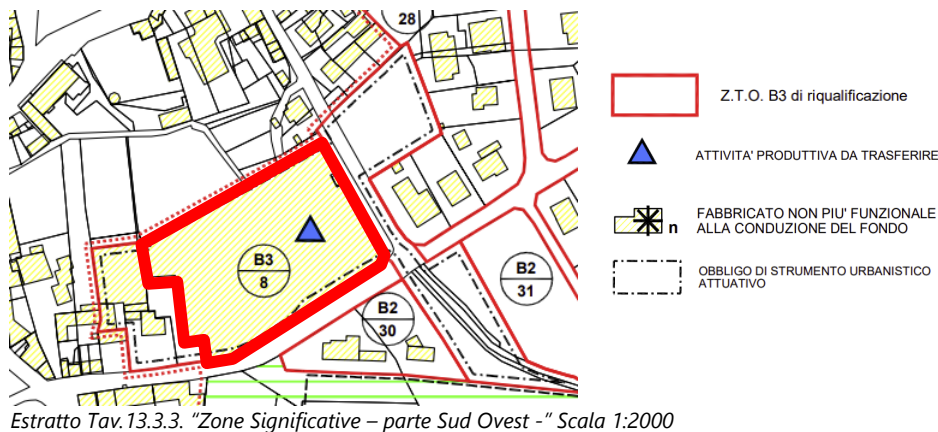 28
B3
8
B2
30
B2
31
Z.T.O. B3 di riqualificazione
ATTIVITA' PRODUTTIVA DA TRASFERIRE
n
FABBRICATO NON PIU' FUNZIONALE
ALLA CONDUZIONE DEL FONDO
OBBLIGO DI STRUMENTO URBANISTICO
ATTUATIVO
Estratto Tav.13.3.3. "Zone Significative – parte Sud Ovest -" Scala 1:2000